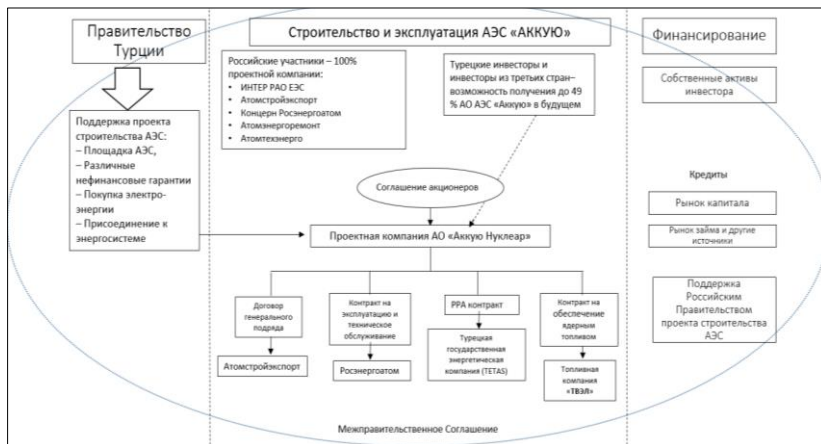 Правительство
Турции
Поддержка проекта
строительства АЭС:
– Площадка АЭС,
– Различные
нефинансовые гарантии
– Покупка электро-
энергии
– Присоединение к
энергосистеме
Строительство и эксплуатация АЭС «АККУЮ»
Российские участники – 100%
проектной компании:
• ИНТЕР РАО ЕЭС
• Атомстройэкспорт
• Концерн Росэнергоатом
• Атомэнергоремонт
• Атомтехэнерго
Турецкие инвесторы и
инвесторы из третьих стран–
возможность получения до 49
% АО АЭС «Аккую» в будущем
Соглашение акционеров
Проектная компания АО «Аккую Нуклеар»
Договор
генерального
подряда
Атомстройэкспорт
Контракт на
эксплуатацию и
техническое
обслуживание
Росэнергоатом
PPA контракт
Турецкая
государственная
энергетическая
компания (TETAS)
Контракт на
обеспечение
ядерным
топливом
Топливная
компания
«ТВЭЛ»
Межправительственное Соглашение
Финансирование
Собственные активы
инвестора
Кредиты
Рынок капитала
Рынок займа и другие
источники
Поддержка
Российским
Правительством
проекта строительства
АЭС